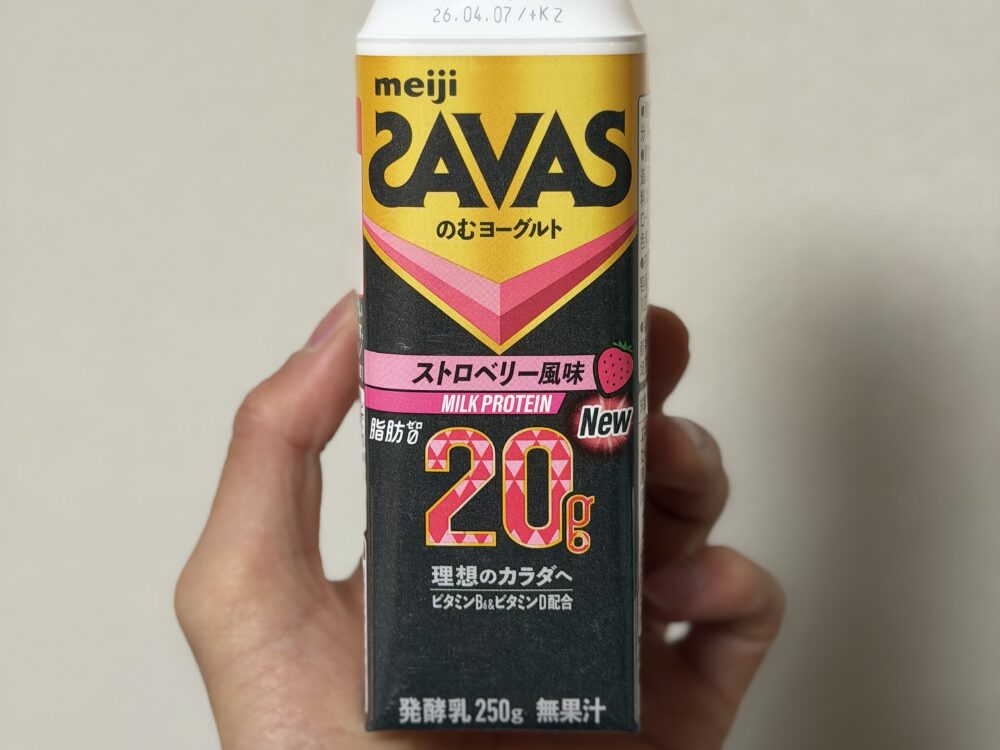 26.04.07/+K2
meiji
SAVAS
のむヨーグルト
ストロベリー風味
MILK PROTEIN
New
脂肪ゼロ0
20g
理想のカラダへ
ビタミンB6&ビタミンD配合
発酵乳 250g 無果汁